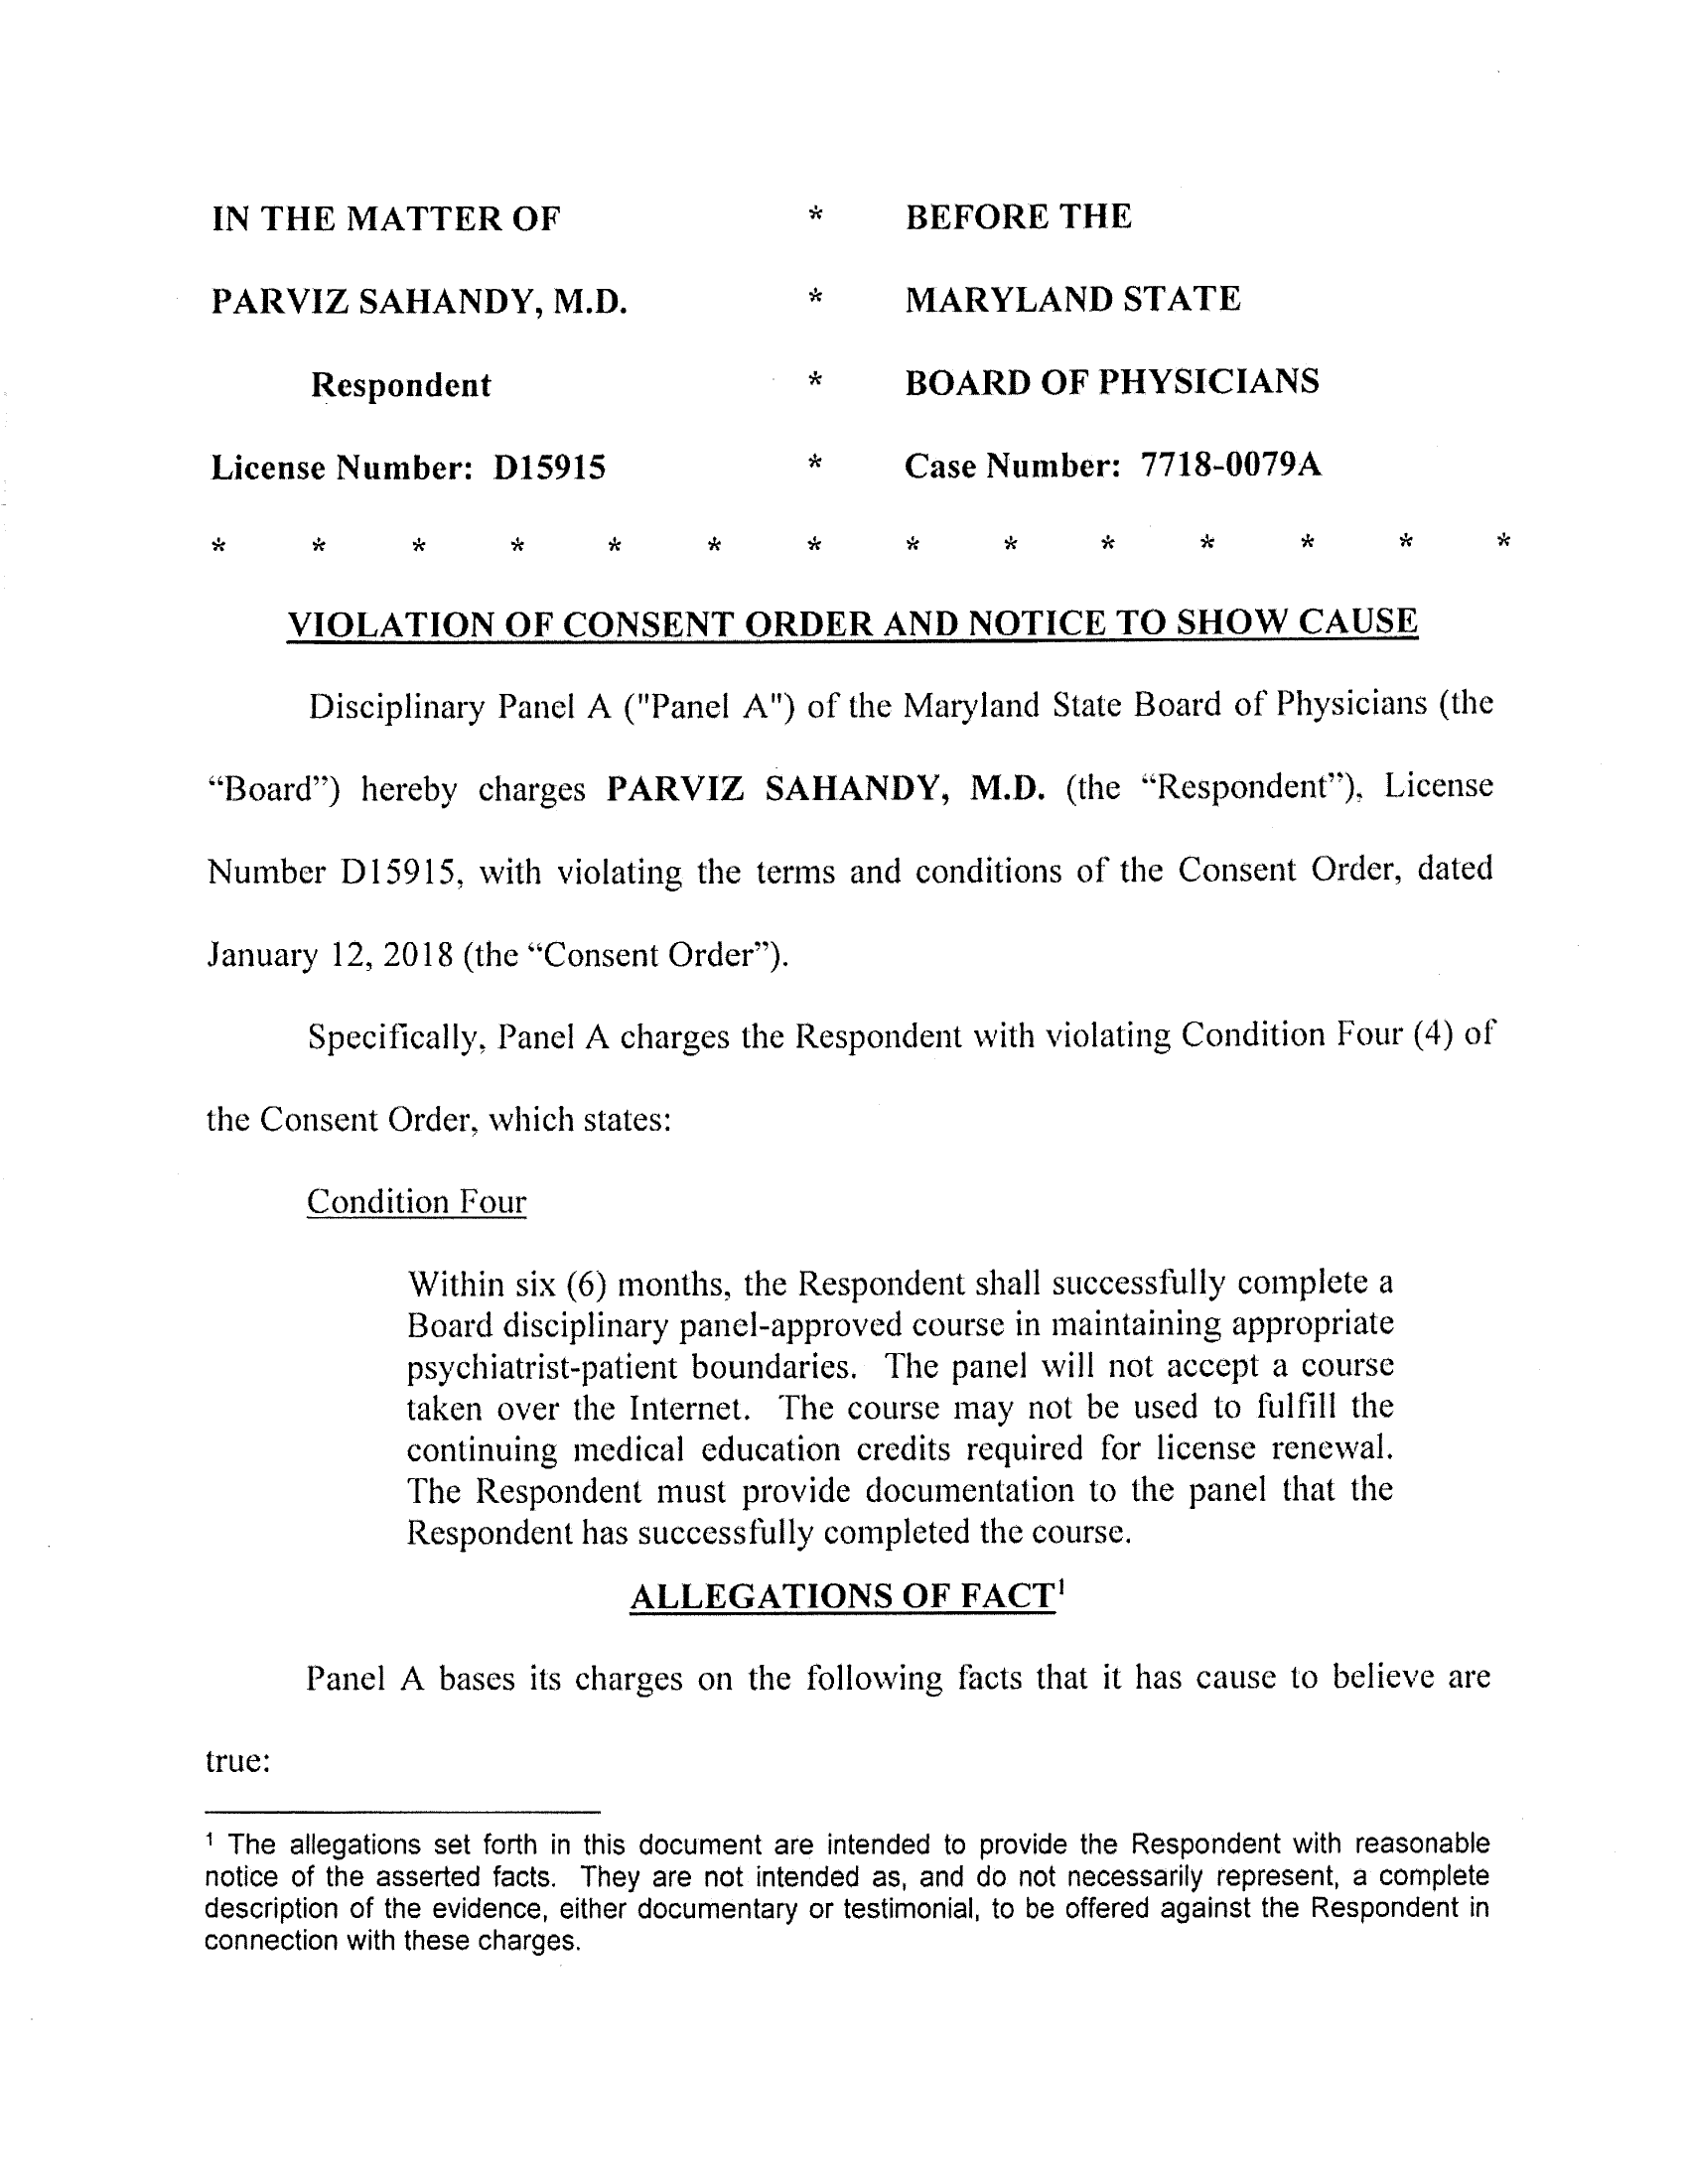 IN THE MATTER OF * BEFORE THE
PARVIZ SAHANDY, M.D. * MARYLAND STATE
Respondent * BOARD OF PHYSICIANS
License Number: D15915 * Case Number: 7718-0079A
* * * * * * * * * * * * * *
VIOLATION OF CONSENT ORDER AND NOTICE TO SHOW CAUSE
Disciplinary Panel A ("Panel A") of the Maryland State Board of Physicians (the
“Board”) hereby charges PARVIZ SAHANDY, M.D. (the “Respondent”), License
Number D15915, with violating the terms and conditions of the Consent Order, dated
January 12, 2018 (the “Consent Order”).
Specifically, Panel A charges the Respondent with violating Condition Four (4) of
the Consent Order, which states:
Condition Four
Within six (6) months, the Respondent shall successfully complete a
Board disciplinary panel-approved course in maintaining appropriate
psychiatrist-patient boundaries. The panel will not accept a course
taken over the Internet. The course may not be used to fulfill the
continuing medical education credits required for license renewal.
The Respondent must provide documentation to the panel that the
Respondent has successfully completed the course.
ALLEGATIONS OF FACT¹
Panel A bases its charges on the following facts that it has cause to believe are
true:
¹ The allegations set forth in this document are intended to provide the Respondent with reasonable
notice of the asserted facts. They are not intended as, and do not necessarily represent, a complete
description of the evidence, either documentary or testimonial, to be offered against the Respondent in
connection with these charges.